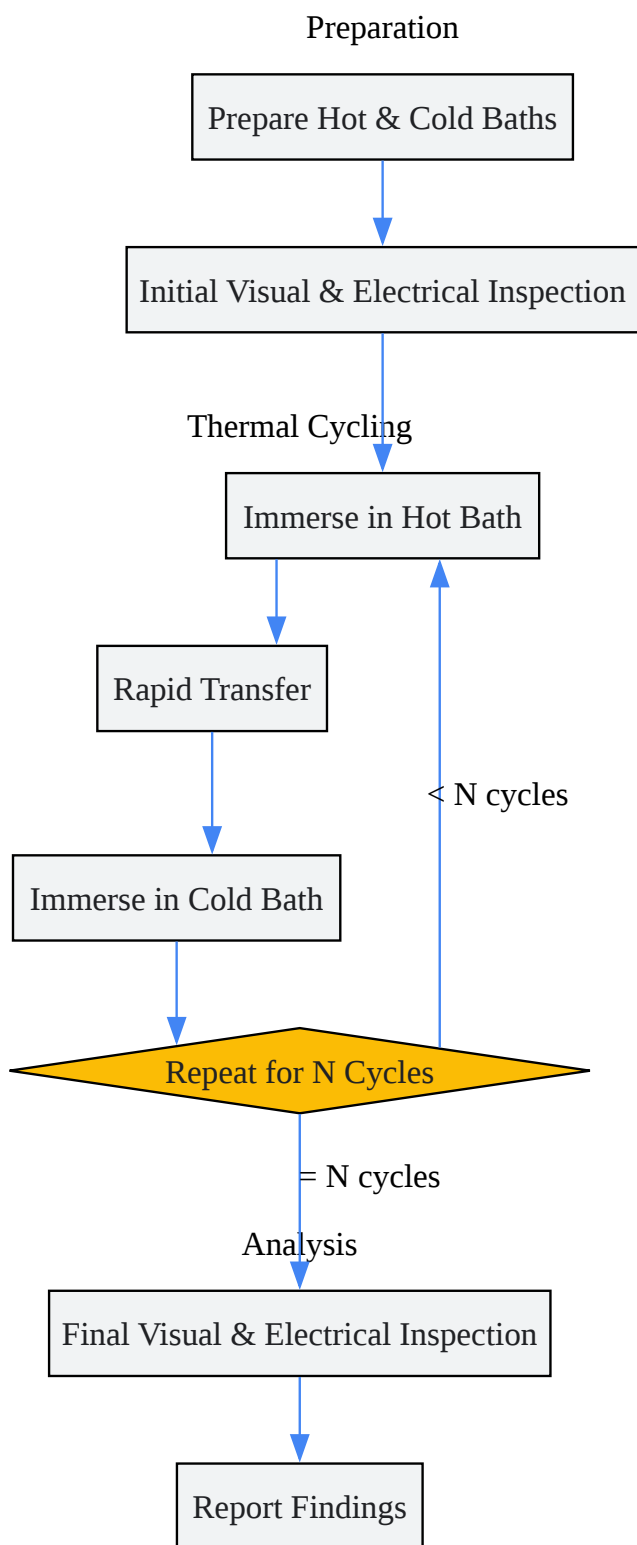 Preparation
Prepare Hot & Cold Baths
Initial Visual & Electrical Inspection
Thermal Cycling
Immerse in Hot Bath
Rapid Transfer
< N cycles
Immerse in Cold Bath
Repeat for N Cycles
= N cycles
Analysis
Final Visual & Electrical Inspection
Report Findings